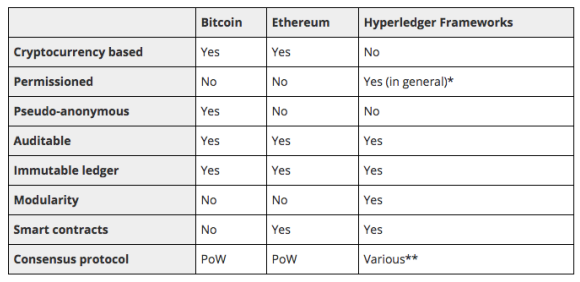 Bitcoin Ethereum Hyperledger Frameworks
Cryptocurrency based Yes Yes No
Permissioned No No Yes (in general)*
Pseudo-anonymous Yes No No
Auditable Yes Yes Yes
Immutable ledger Yes Yes Yes
Modularity No No Yes
Smart contracts No Yes Yes
Consensus protocol PoW PoW Various**